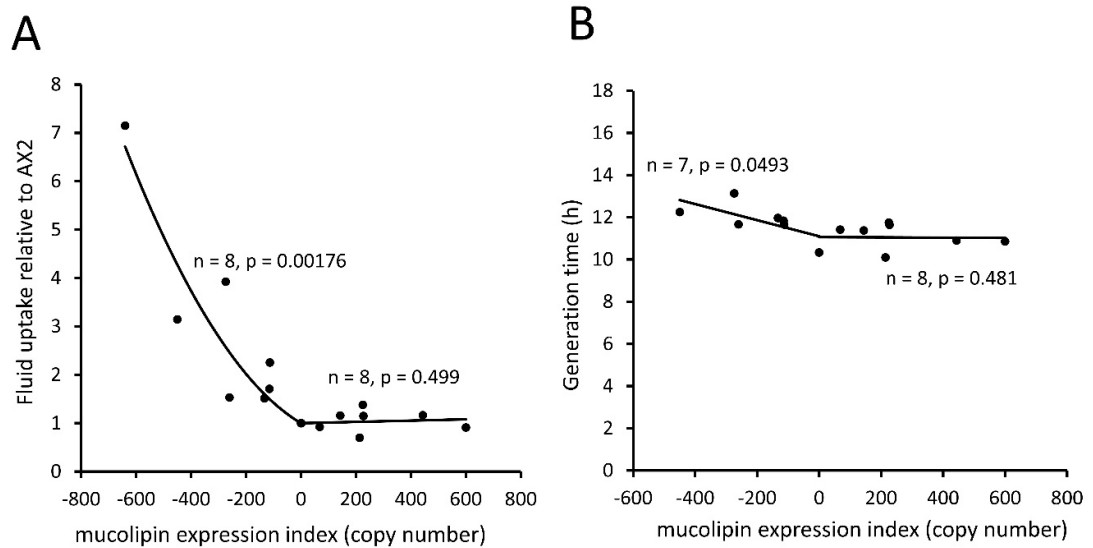 A
8
7
6
5
4
3
2
1
0
Fluid uptake relative to AX2
n = 8, p = 0.00176
n = 8, p = 0.499
-800 -600 -400 -200 0 200 400 600 800
mucolipin expression index (copy number)
B
18
16
14
12
10
8
6
4
2
0
Generation time (h)
n = 7, p = 0.0493
n = 8, p = 0.481
-600 -400 -200 0 200 400 600 800
mucolipin expression index (copy number)